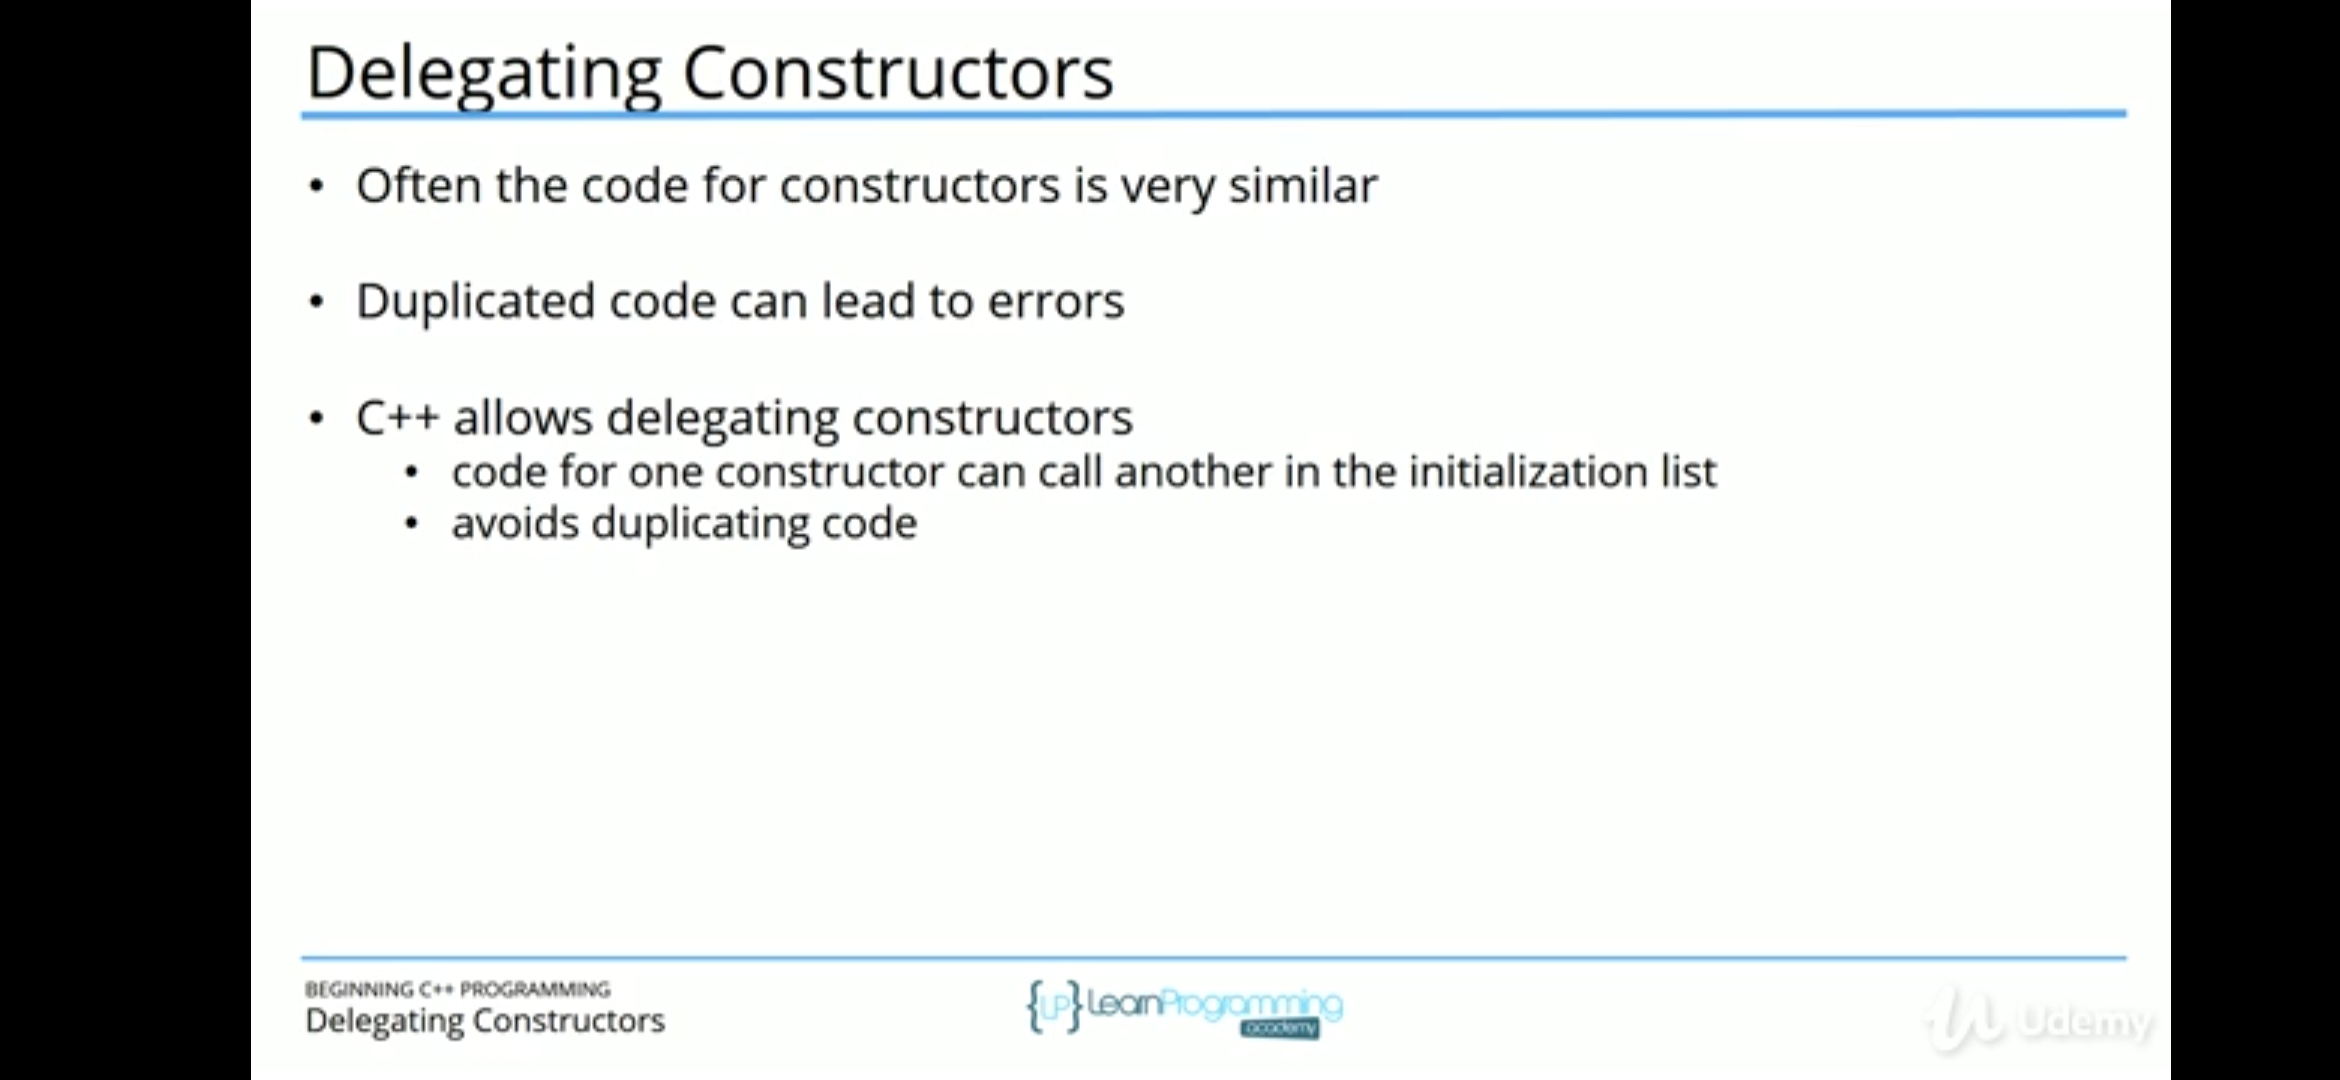 Delegating Constructors
• Often the code for constructors is very similar
• Duplicated code can lead to errors
• C++ allows delegating constructors
• code for one constructor can call another in the initialization list
• avoids duplicating code
BEGINNING C++ PROGRAMMING
Delegating Constructors
{LP} LearnProgramming
academy
Udemy